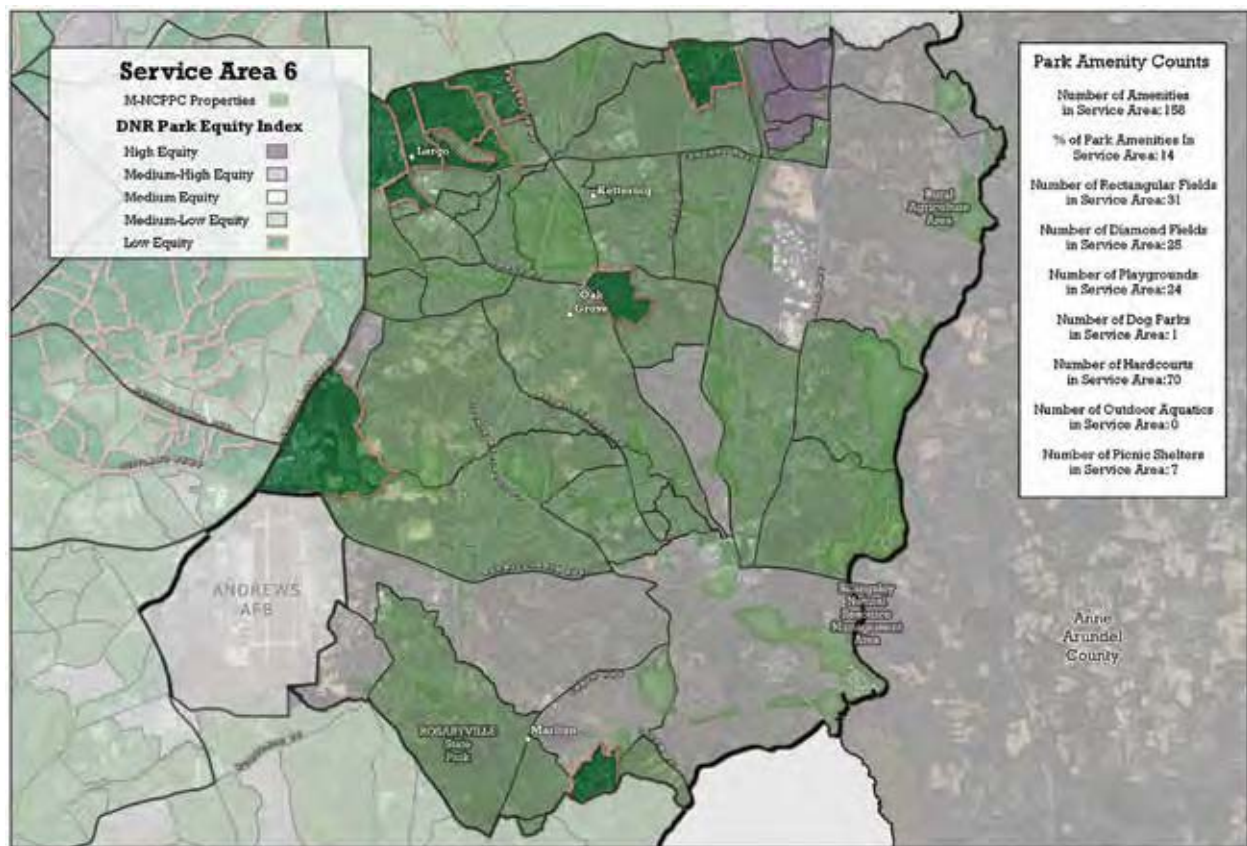 Service Area 6
M-NCPPC Properties
DNR Park Equity Index
High Equity
Medium-High Equity
Medium Equity
Medium-Low Equity
Low Equity
Park Amenity Counts
Number of Amenities
in Service Area: 158
% of Park Amenities In
Service Area: 14
Number of Rectangular Fields
in Service Area: 31
Number of Diamond Fields
in Service Area: 25
Number of Playgrounds
in Service Area: 24
Number of Dog Parks
in Service Area: 1
Number of Hardcourts
in Service Area: 70
Number of Outdoor Aquatics
in Service Area: 0
Number of Picnic Shelters
in Service Area: 7
Largo
Kettering
Rural
Agriculture
Area
Oak
Grove
ANDREWS
AFB
Natural
Resource
Management
Area
Anne
Arundel
County
ROSARYVILLE
State
Park
Marlton